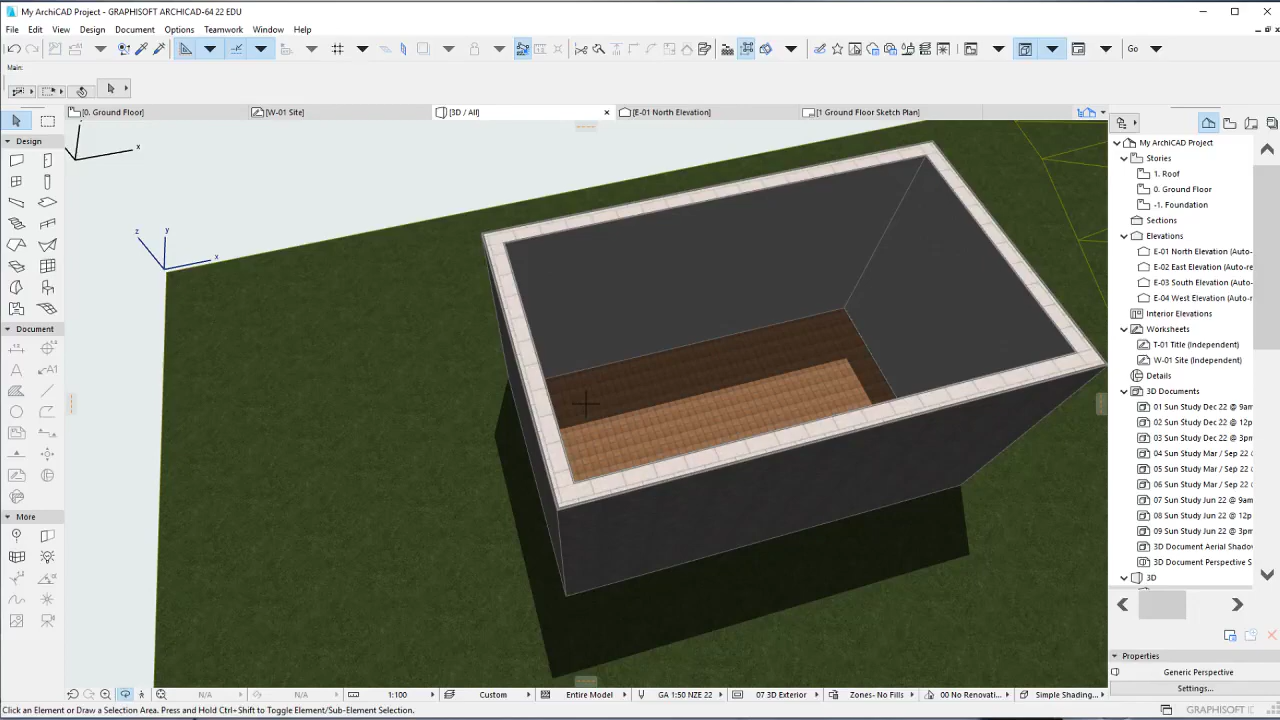 My ArchiCAD Project - GRAPHISOFT ARCHICAD-64 22 EDU
File Edit View Design Document Options Teamwork Window Help
Go
Main:
[0. Ground Floor]
[W-01 Site]
[3D / All]
[E-01 North Elevation]
[1 Ground Floor Sketch Plan]
Design
Document
A
A1
More
x
z
y
x
My ArchiCAD Project
Stories
1. Roof
0. Ground Floor
-1. Foundation
Sections
Elevations
E-01 North Elevation (Auto-
E-02 East Elevation (Auto-re
E-03 South Elevation (Auto-
E-04 West Elevation (Auto-r
Interior Elevations
Worksheets
T-01 Title (Independent)
W-01 Site (Independent)
Details
3D Documents
01 Sun Study Dec 22 @ 9am
02 Sun Study Dec 22 @ 12p
03 Sun Study Dec 22 @ 3pm
04 Sun Study Mar / Sep 22 @
05 Sun Study Mar / Sep 22 @
06 Sun Study Mar / Sep 22 @
07 Sun Study Jun 22 @ 9am
08 Sun Study Jun 22 @ 12p
09 Sun Study Jun 22 @ 3pm
3D Document Aerial Shadow
3D Document Perspective S
3D
Properties
Generic Perspective
Settings...
N/A
N/A
1:100
Custom
Entire Model
GA 1:50 NZE 22
07 3D Exterior
Zones- No Fills
00 No Renovati...
Simple Shading...
Click an Element or Draw a Selection Area. Press and Hold Ctrl+Shift to Toggle Element/Sub-Element Selection.
GRAPHISOFT